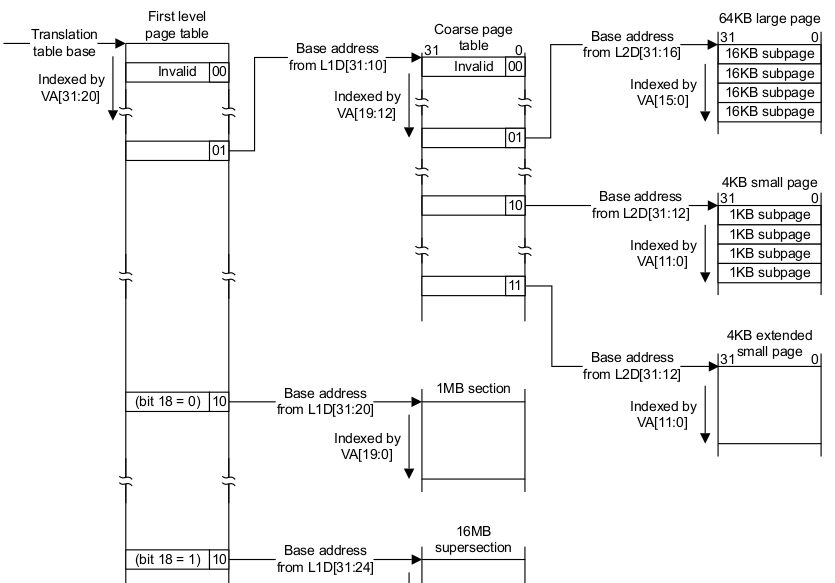 First level
page table
Translation
table base
Indexed by
VA[31:20]
Invalid
00
01
Base address
from L1D[31:10]
Coarse page
table
31
0
Invalid
00
Indexed by
VA[19:12]
01
10
11
Base address
from L2D[31:16]
64KB large page
31
0
16KB subpage
16KB subpage
16KB subpage
16KB subpage
Indexed by
VA[15:0]
Base address
from L2D[31:12]
4KB small page
31
0
1KB subpage
1KB subpage
1KB subpage
1KB subpage
Indexed by
VA[11:0]
Base address
from L2D[31:12]
4KB extended
small page
31
0
Indexed by
VA[11:0]
(bit 18 = 0)
10
Base address
from L1D[31:20]
1MB section
Indexed by
VA[19:0]
(bit 18 = 1)
10
Base address
from L1D[31:24]
16MB
supersection